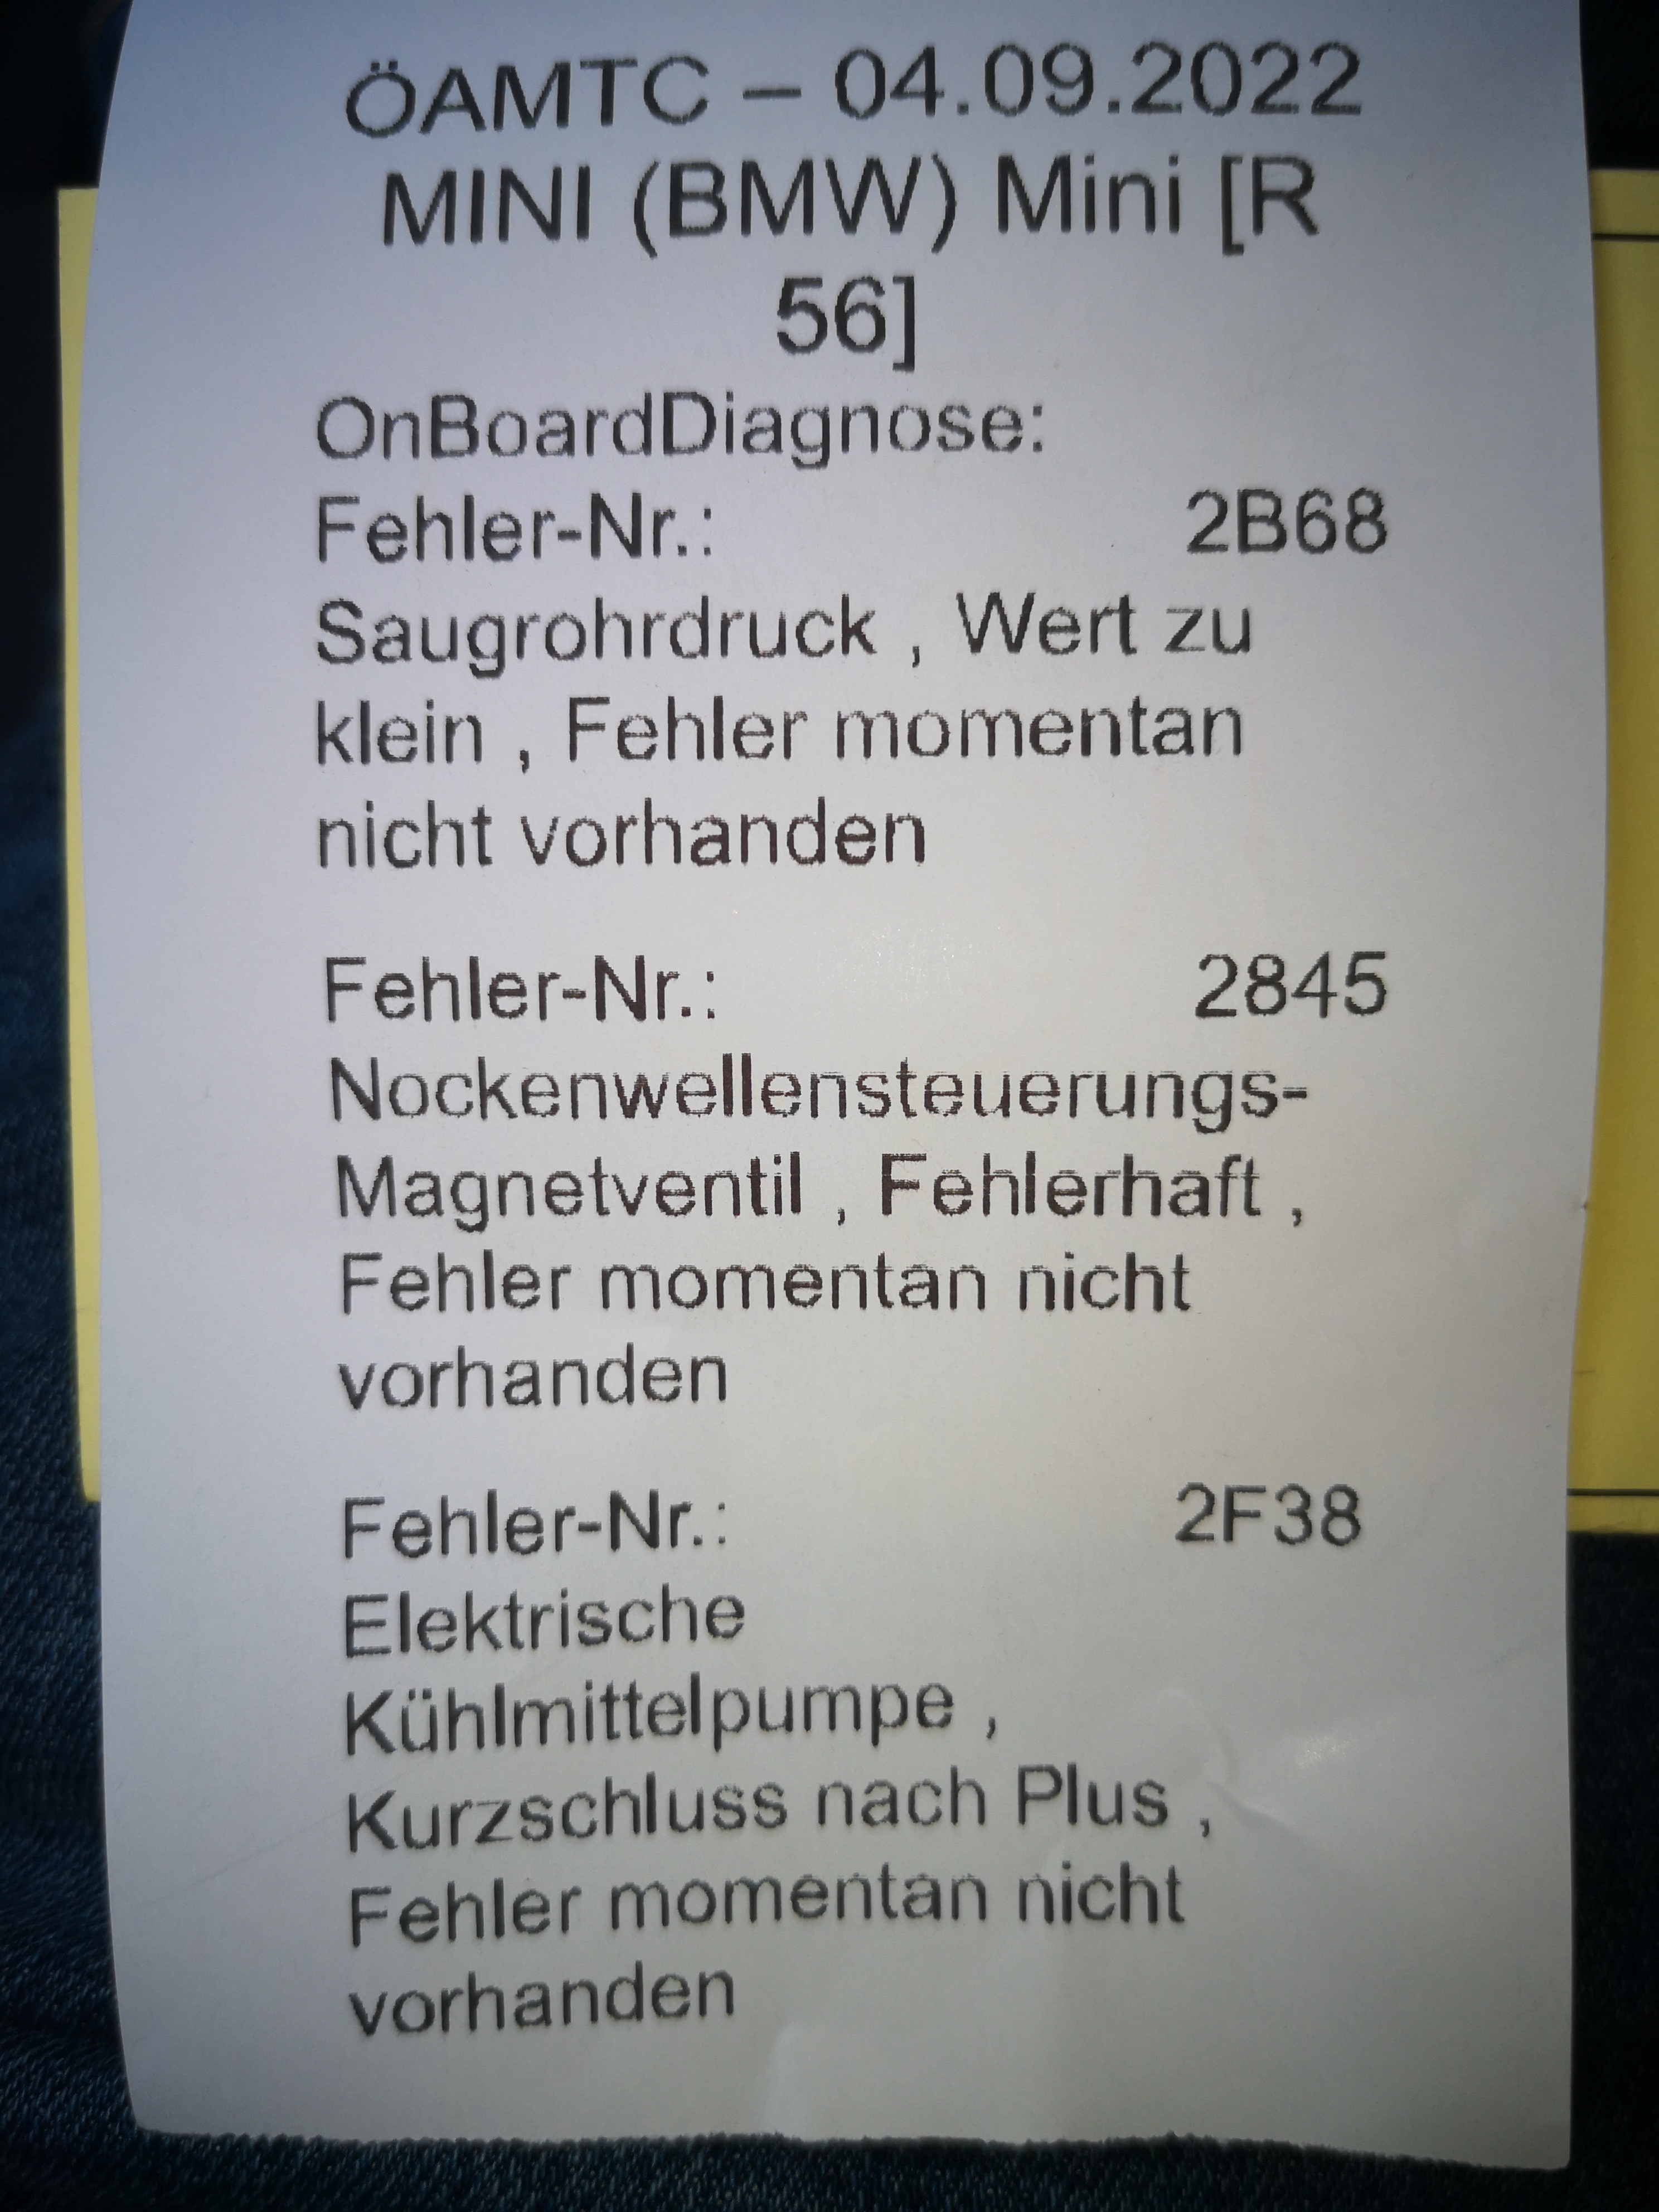 ÖAMTC – 04.09.2022
MINI (BMW) Mini [R
56]
OnBoardDiagnose:
Fehler-Nr.: 2B68
Saugrohrdruck , Wert zu
klein , Fehler momentan
nicht vorhanden
Fehler-Nr.: 2845
Nockenwellensteuerungs-
Magnetventil , Fehlerhaft ,
Fehler momentan nicht
vorhanden
Fehler-Nr.: 2F38
Elektrische
Kühlmittelpumpe ,
Kurzschluss nach Plus ,
Fehler momentan nicht
vorhanden